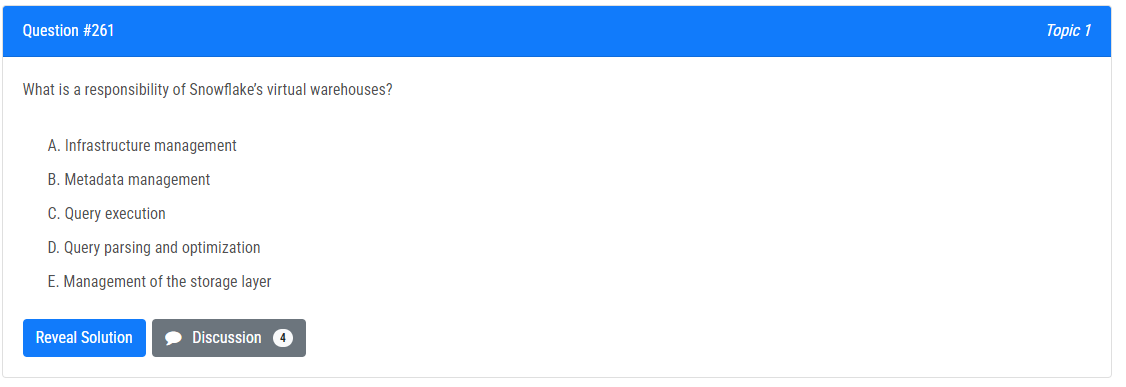 Question #261
Topic 1
What is a responsibility of Snowflake's virtual warehouses?
A. Infrastructure management
B. Metadata management
C. Query execution
D. Query parsing and optimization
E. Management of the storage layer
Reveal Solution
Discussion 4